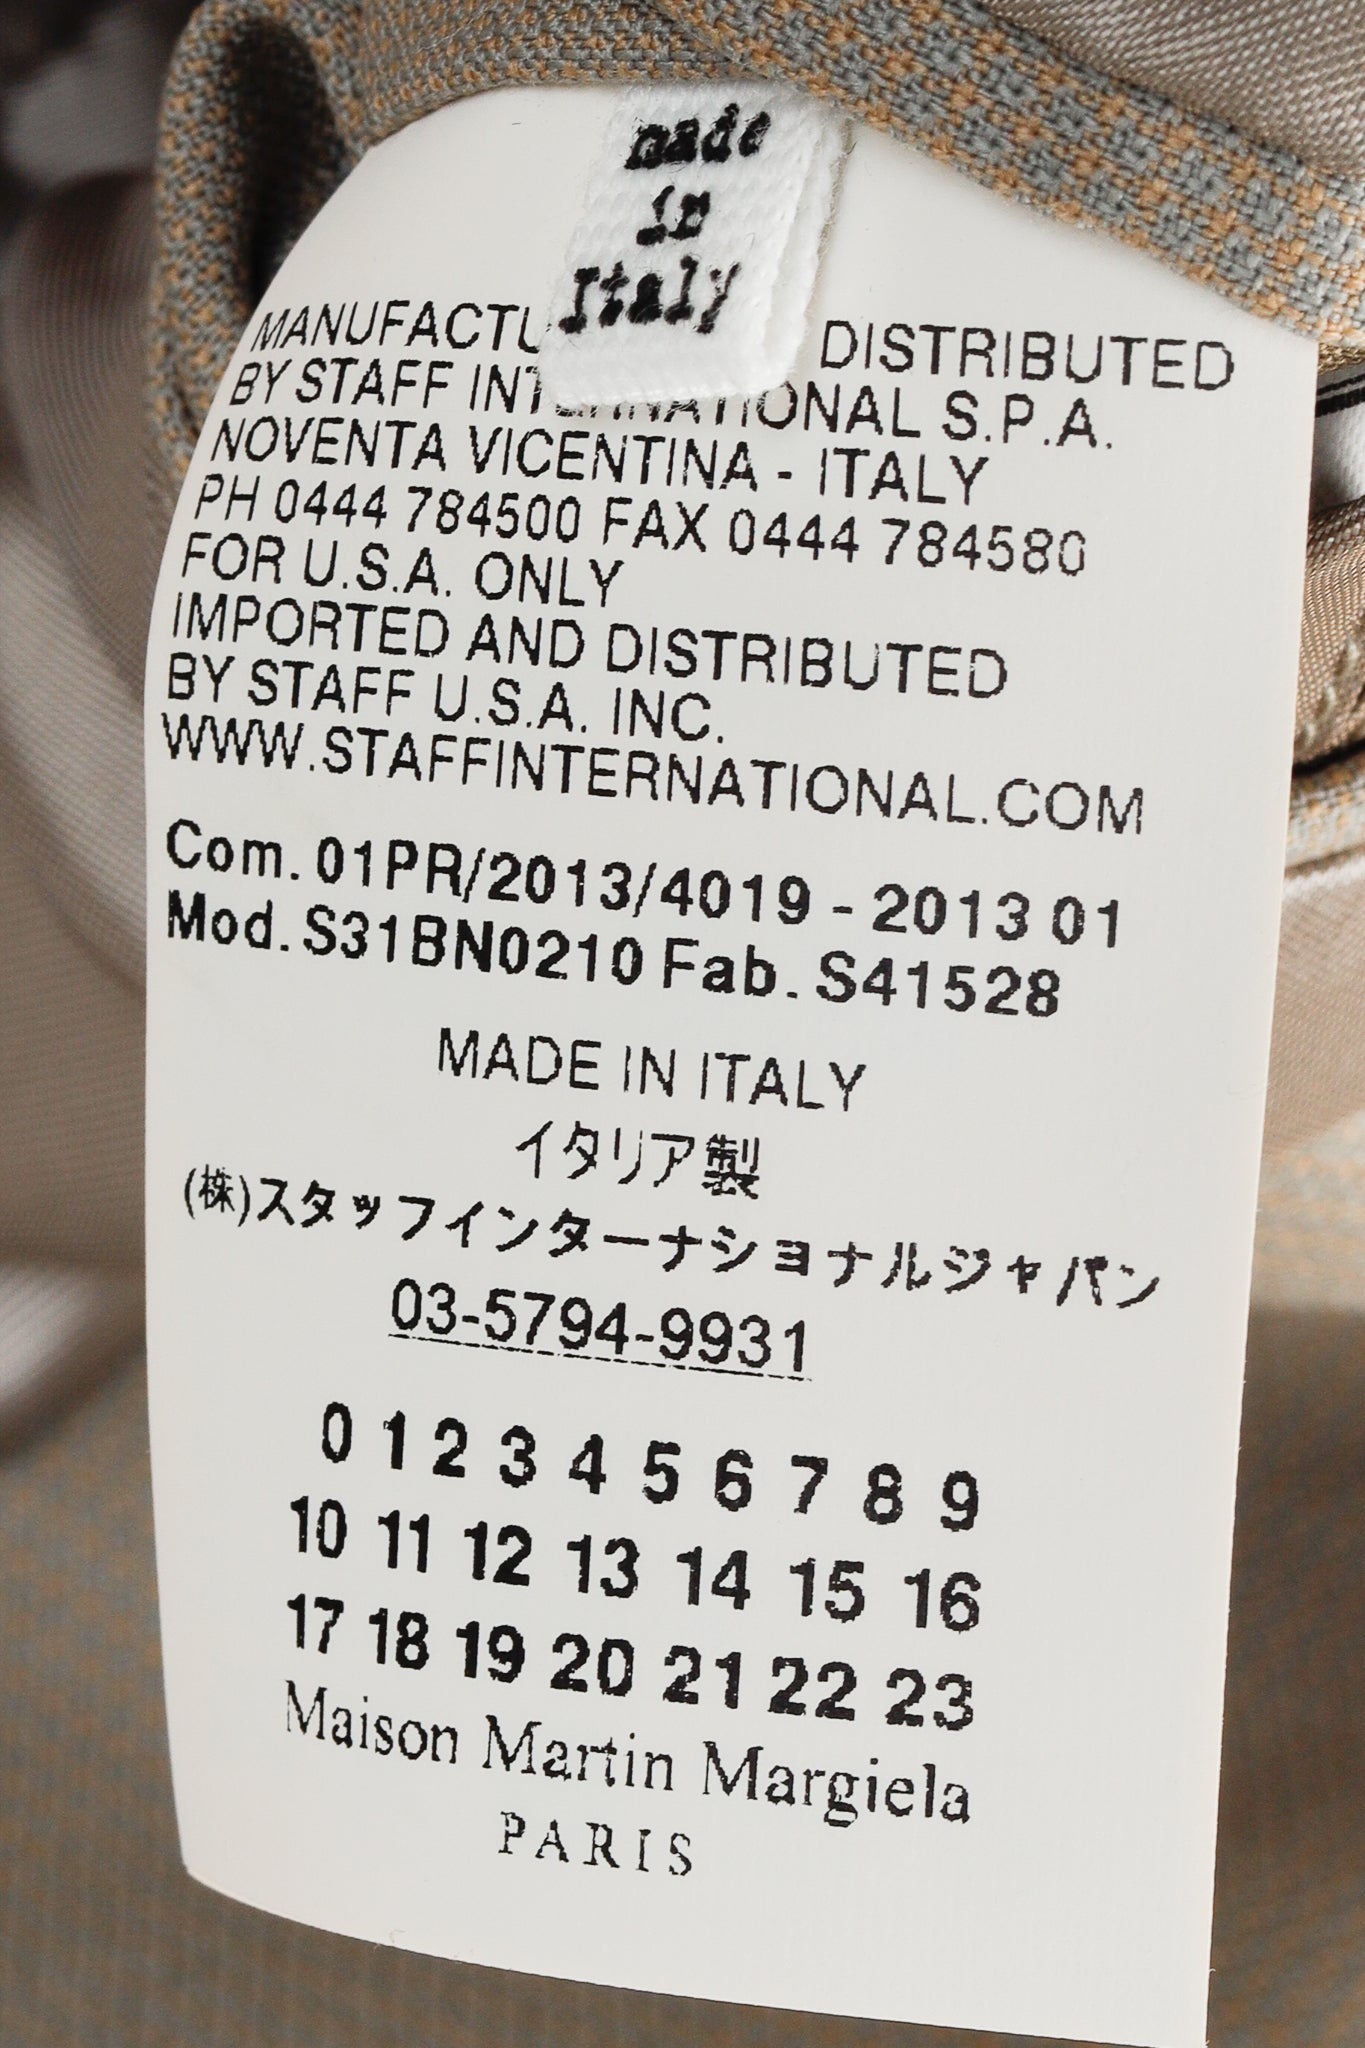 made
in
Italy
MANUFACTU DISTRIBUTED
BY STAFF INTERNATIONAL S.P.A.
NOVENTA VICENTINA - ITALY
PH 0444 784500 FAX 0444 784580
FOR U.S.A. ONLY
IMPORTED AND DISTRIBUTED
BY STAFF U.S.A. INC.
WWW.STAFFINTERNATIONAL.COM
Com. 01PR/2013/4019 - 2013 01
Mod. S31BN0210 Fab. S41528
MADE IN ITALY
イタリア製
(株)スタッフインターナショナルジャパン
03-5794-9931
0 1 2 3 4 5 6 7 8 9
10 11 12 13 14 15 16
17 18 19 20 21 22 23
Maison Martin Margiela
PARIS